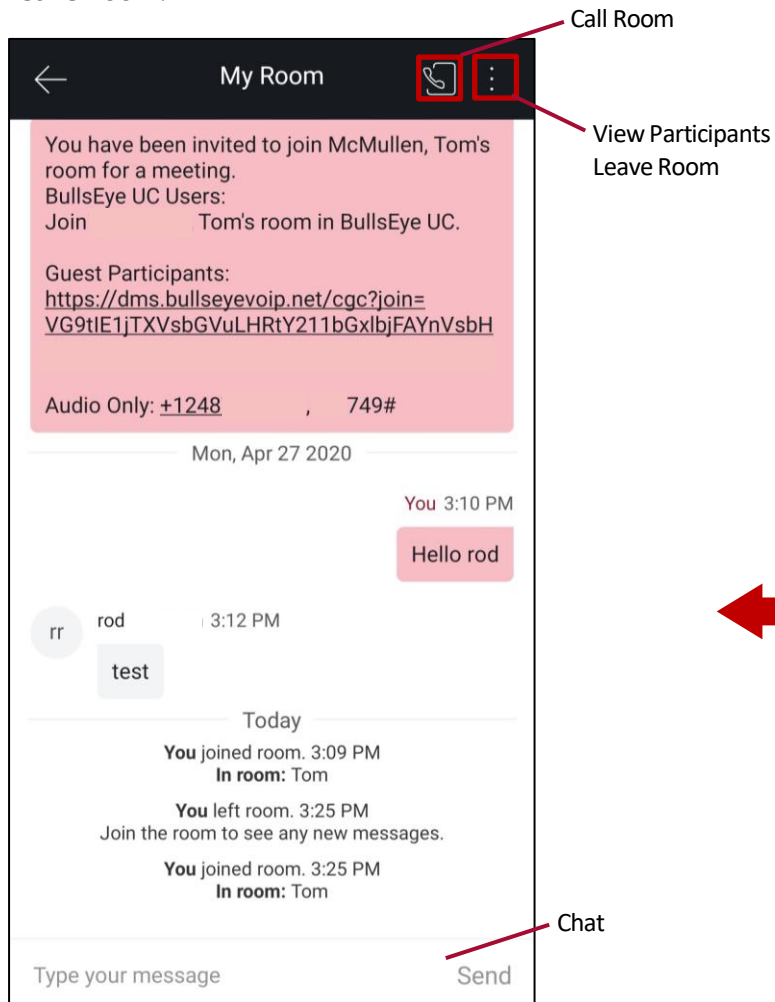 Call Room
My Room
View Participants
Leave Room
You have been invited to join McMullen, Tom's
room for a meeting.
BullsEye UC Users:
Join Tom's room in BullsEye UC.
Guest Participants:
https://dms.bullseyevoip.net/cgc?join=
VG9tIE1jTXVsbGVuLHRtY211bGxlbjFAYnVsbH
Audio Only: +1248 , 749#
Mon, Apr 27 2020
You 3:10 PM
Hello rod
rr
rod 3:12 PM
test
Today
You joined room. 3:09 PM
In room: Tom
You left room. 3:25 PM
Join the room to see any new messages.
You joined room. 3:25 PM
In room: Tom
Chat
Type your message Send